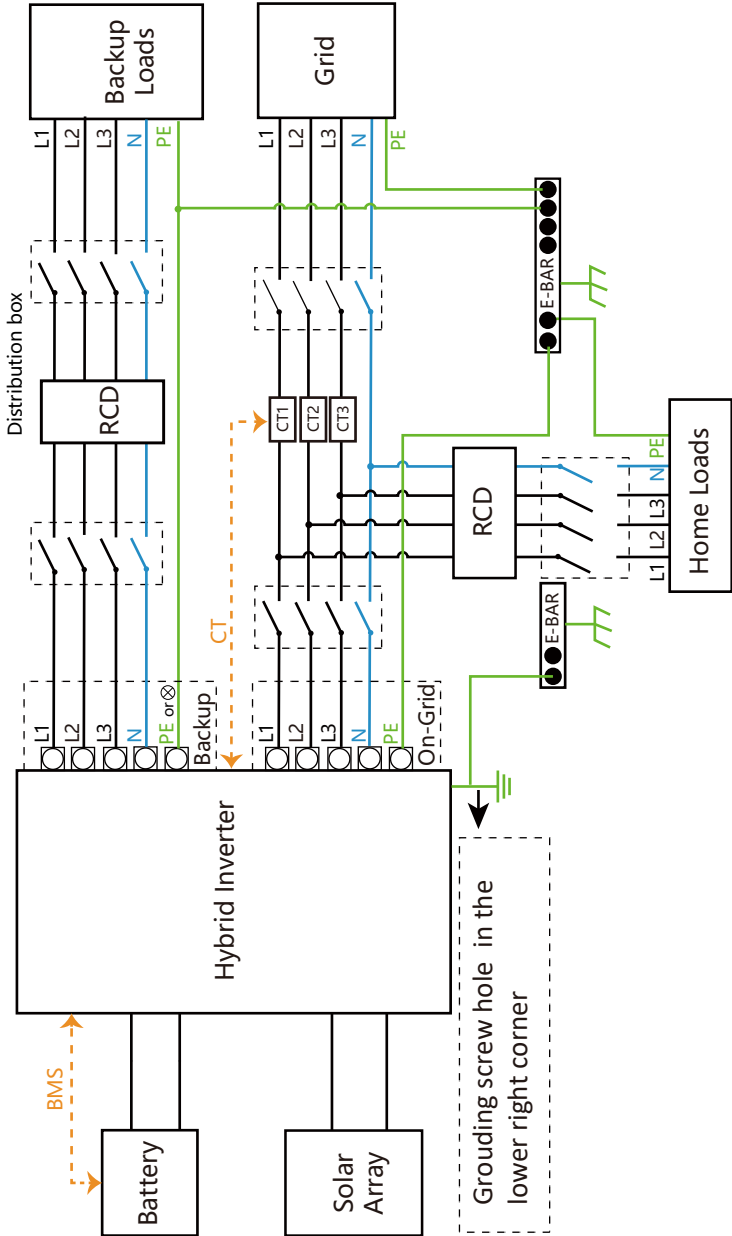 Distribution box
Backup
Loads
L1
L2
L3
N
PE
RCD
L1
L2
L3
N
PE or
Backup
Grid
L1
L2
L3
N
PE
CT1
CT2
CT3
CT
L1
L2
L3
N
PE
On-Grid
E-BAR
RCD
L1
L2
L3
N
PE
Home Loads
E-BAR
Hybrid Inverter
BMS
Battery
Solar
Array
Grouding screw hole in the
lower right corner